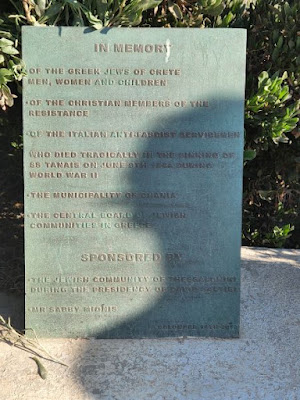 IN MEMORY
·OF THE GREEK JEWS OF CRETE
MEN, WOMEN AND CHILDREN
·OF THE CHRISTIAN MEMBERS OF THE
RESISTANCE
·OF THE ITALIAN ANTIFASCIST SERVICEMEN
WHO DIED TRAGICALLY IN THE SINKING OF
SS TANAIS ON JUNE 9TH 1944 DURING
WORLD WAR II
·THE MUNICIPALITY OF CHANIA
·THE CENTRAL BOARD OF JEWISH
COMMUNITIES IN GREECE
SPONSORED BY
·THE JEWISH COMMUNITY OF THESSALONIKI
DURING THE PRESIDENCY OF
·MR SABBY MIONIS